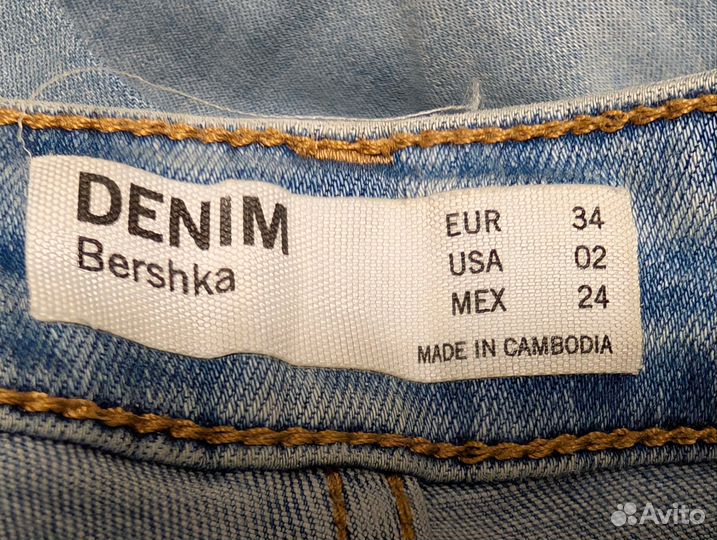 DENIM
Bershka
EUR 34
USA 02
MEX 24
MADE IN CAMBODIA
Avito